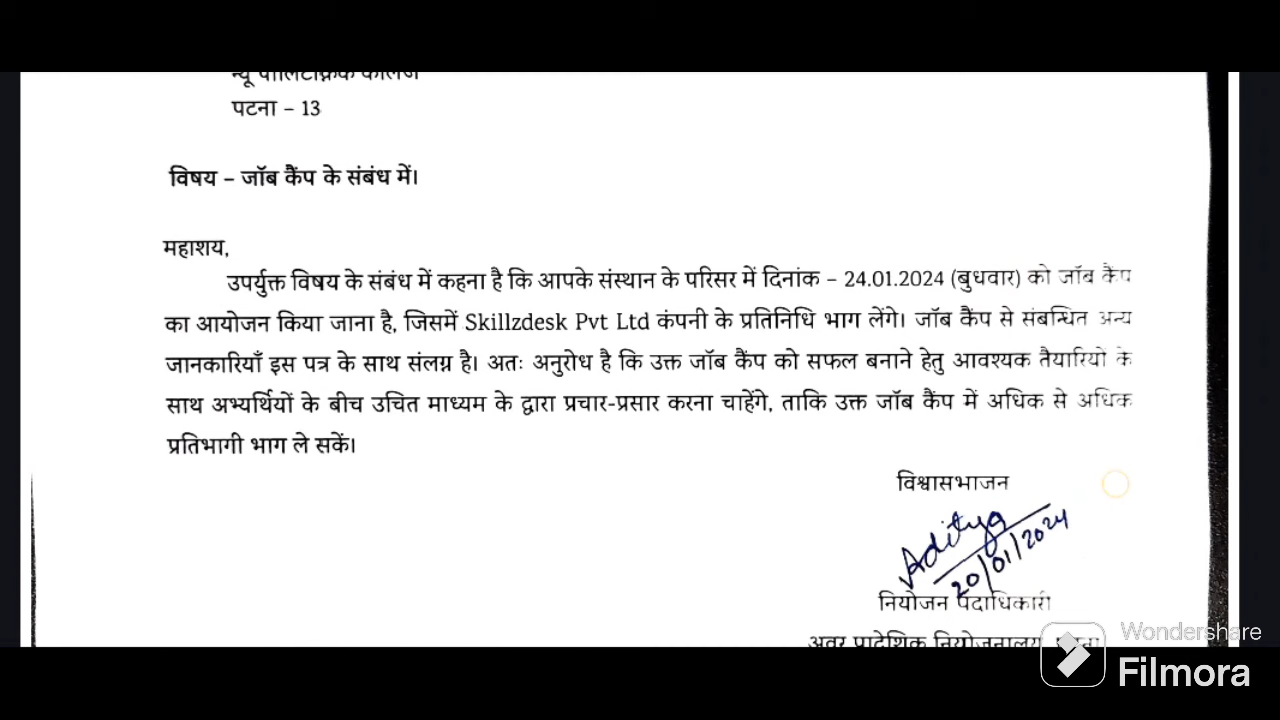 न्यू पॉलिटेक्निक कॉलेज
पटना – 13
विषय – जॉब कैंप के संबंध में।
महाशय,
उपर्युक्त विषय के संबंध में कहना है कि आपके संस्थान के परिसर में दिनांक – 24.01.2024 (बुधवार) को जॉब कैंप
का आयोजन किया जाना है, जिसमें Skillzdesk Pvt Ltd कंपनी के प्रतिनिधि भाग लेंगे। जॉब कैंप से संबन्धित अन्य
जानकारियाँ इस पत्र के साथ संलग्न है। अतः अनुरोध है कि उक्त जॉब कैंप को सफल बनाने हेतु आवश्यक तैयारियों के
साथ अभ्यर्थियों के बीच उचित माध्यम के द्वारा प्रचार-प्रसार करना चाहेंगे, ताकि उक्त जॉब कैंप में अधिक से अधिक
प्रतिभागी भाग ले सकें।
विश्वासभाजन
Aditya
20/01/2024
नियोजन पदाधिकारी
अवर प्रादेशिक नियोजनालय,
Wondershare
Filmora